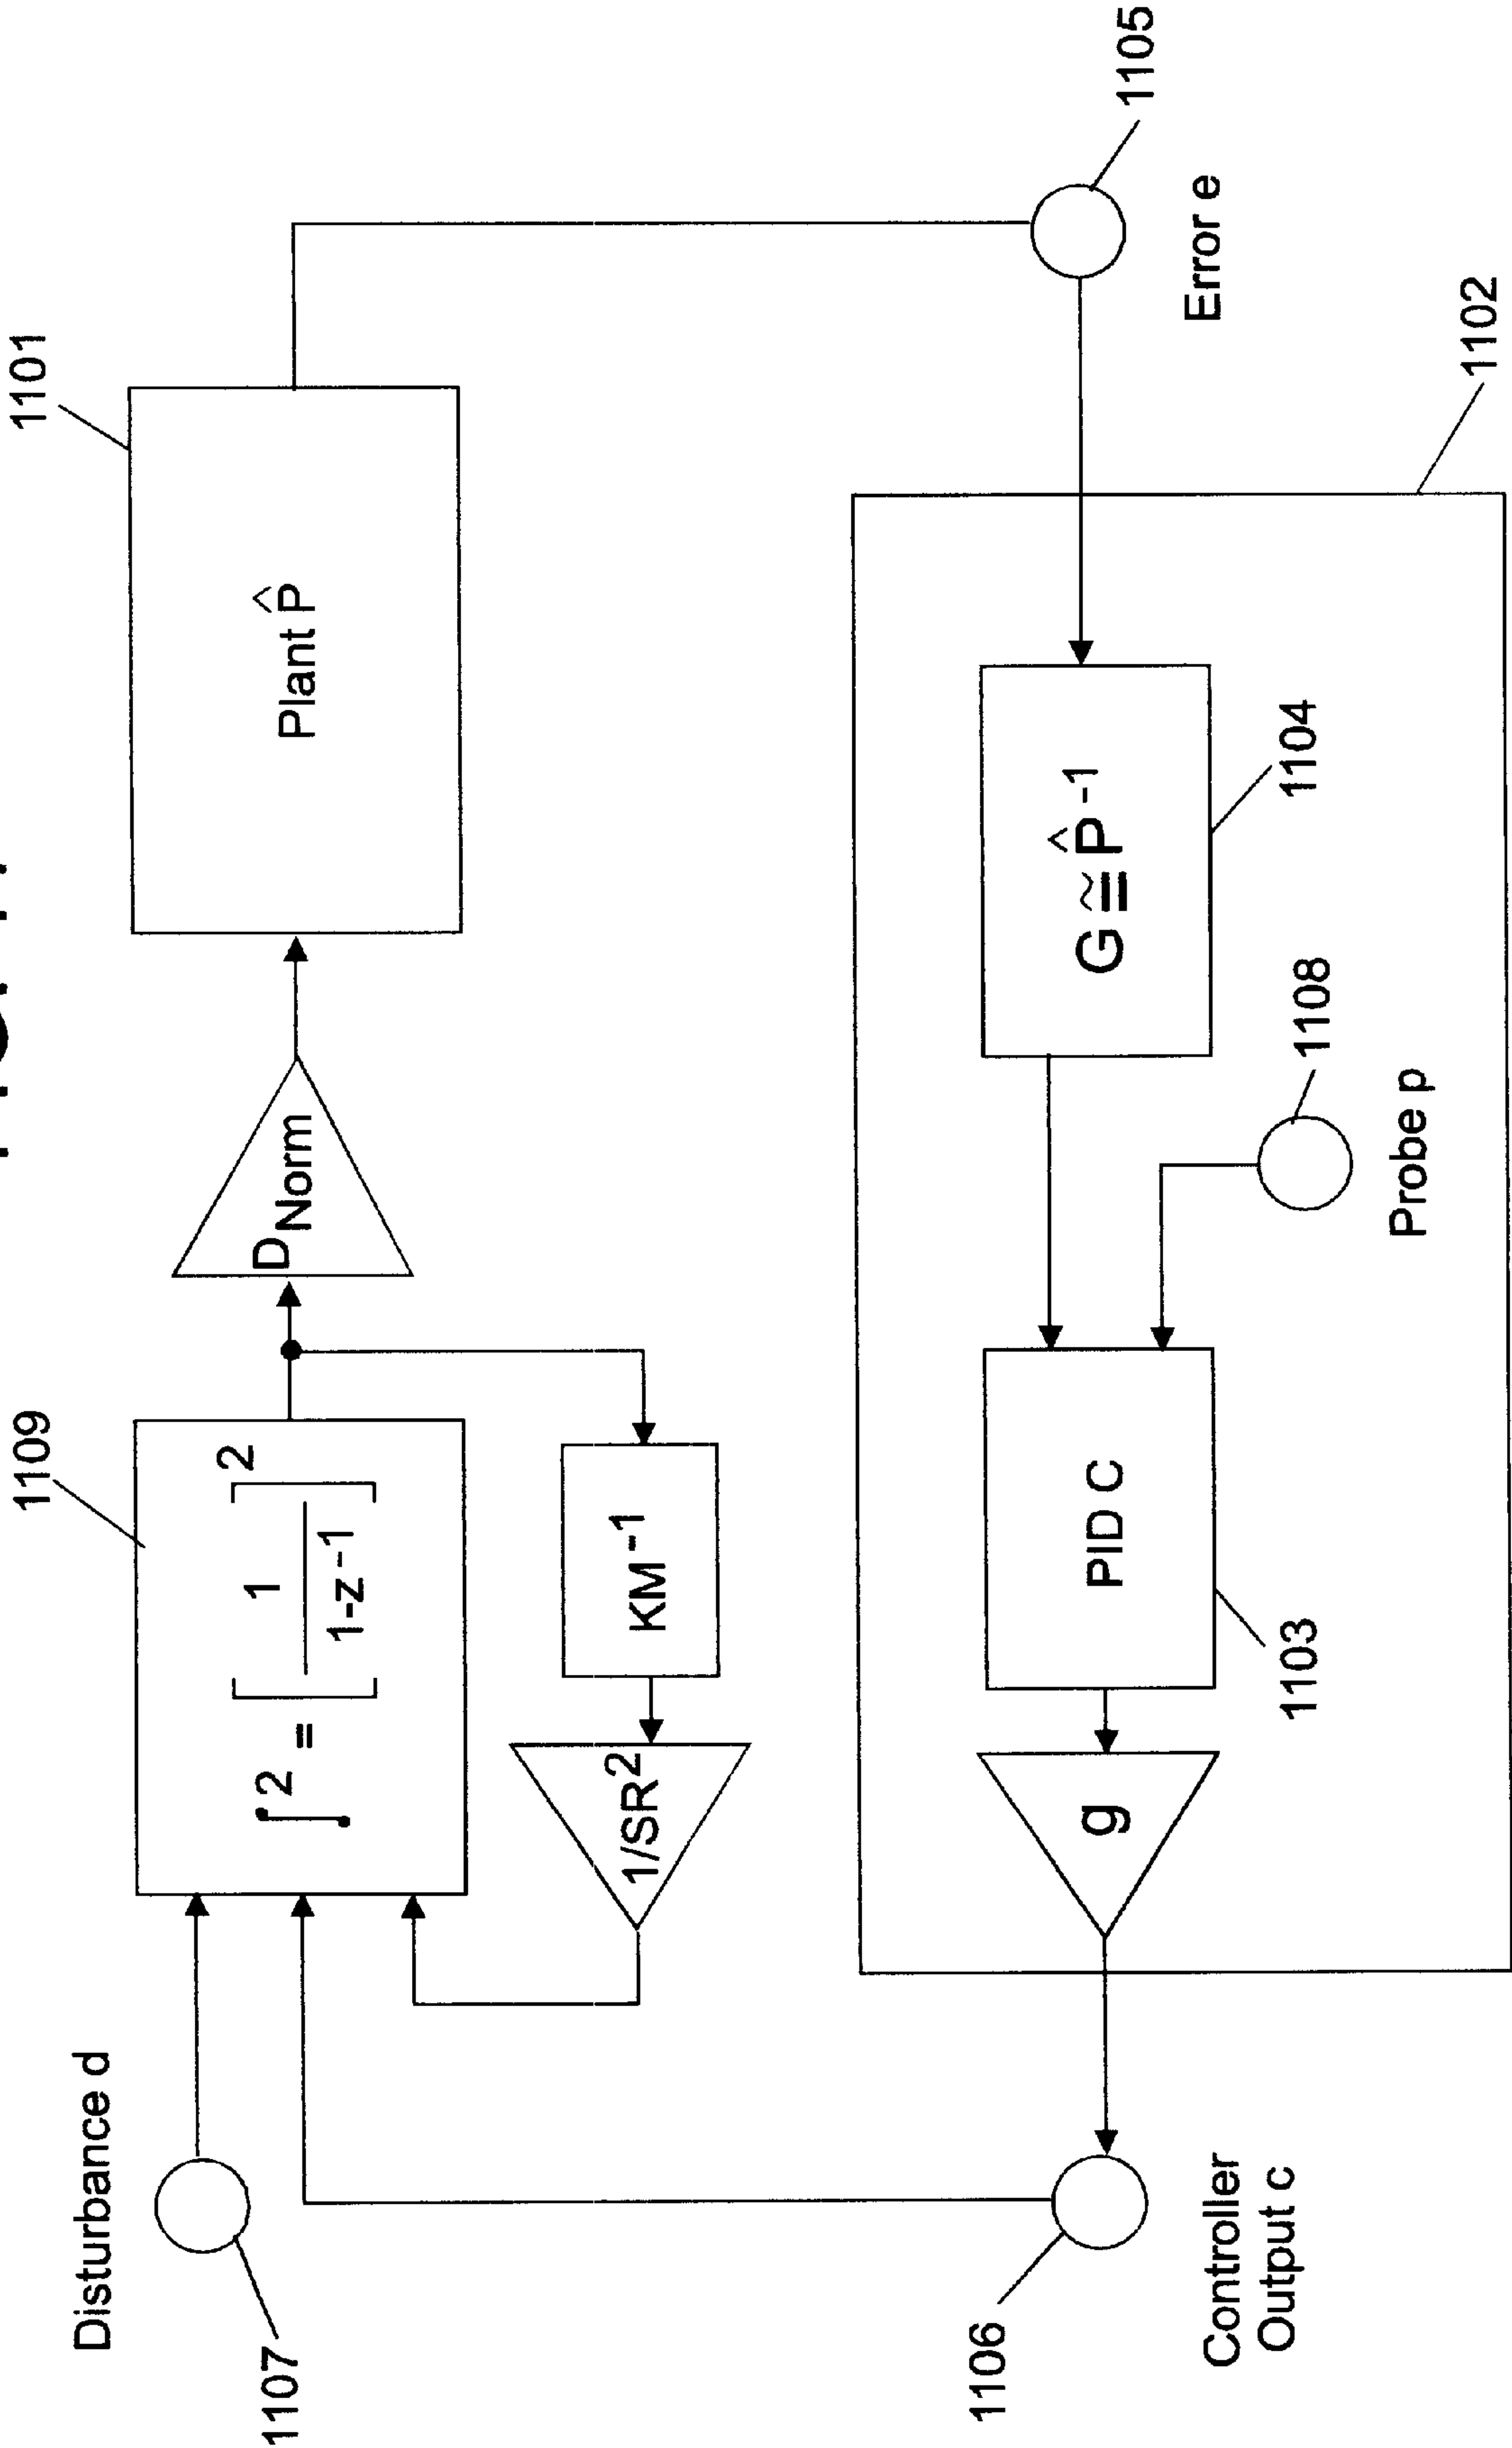 1109
1101
Disturbance d
1107
∫² = [1 / 1-z⁻¹]²
D_Norm
Plant P̂
1/SR²
KM⁻¹
1106
Controller
Output c
g
PID C
1103
G ≅ P̂⁻¹
1104
1108
Probe p
1105
Error e
1102